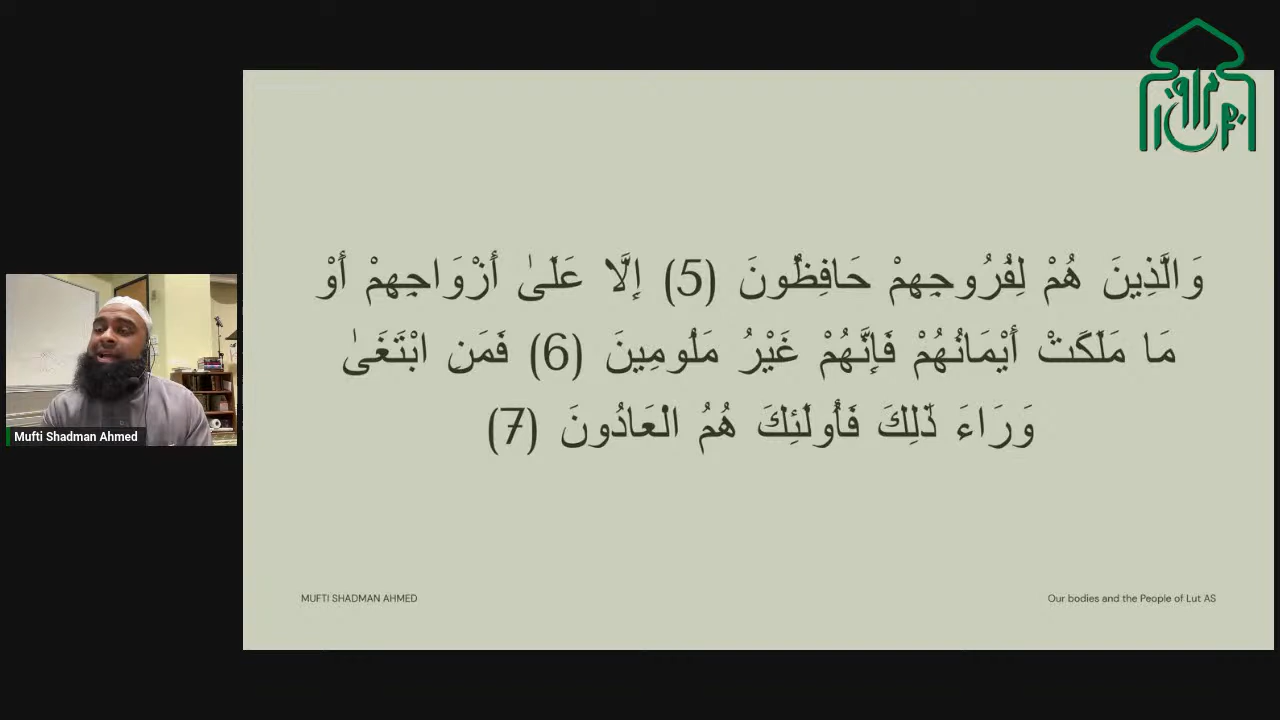 وَالَّذِينَ هُمْ لِفُرُوجِهِمْ حَافِظُونَ (5) إِلَّا عَلَىٰ أَزْوَاجِهِمْ أَوْ
مَا مَلَكَتْ أَيْمَانُهُمْ فَإِنَّهُمْ غَيْرُ مَلُومِينَ (6) فَمَنِ ابْتَغَىٰ
وَرَاءَ ذَٰلِكَ فَأُولَٰئِكَ هُمُ الْعَادُونَ (7)
Mufti Shadman Ahmed
MUFTI SHADMAN AHMED
Our bodies and the People of Lut AS